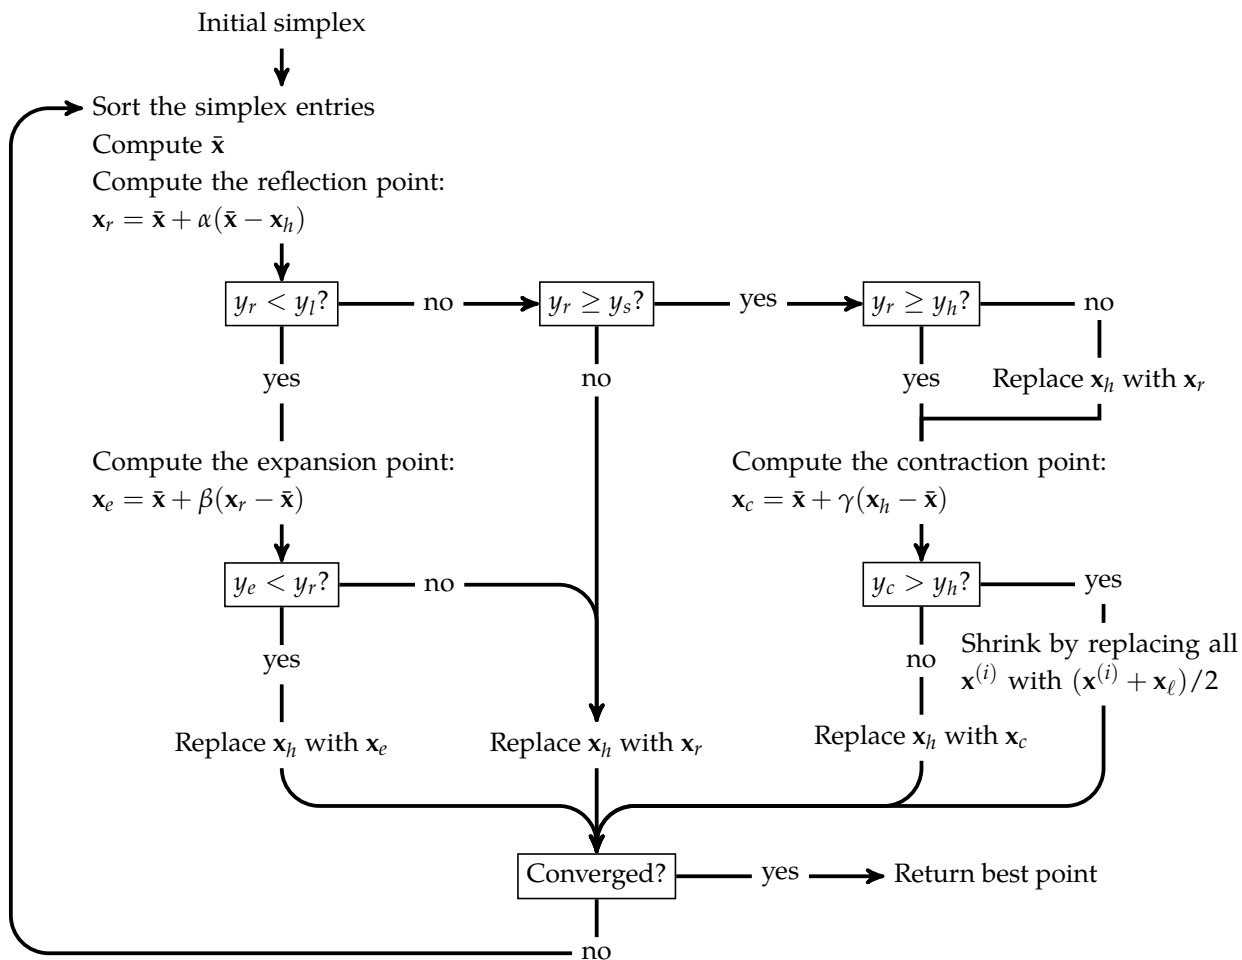 Initial simplex
Sort the simplex entries
Compute x̄
Compute the reflection point:
x_r = x̄ + α(x̄ − x_h)
y_r < y_l?
no
y_r ≥ y_s?
yes
y_r ≥ y_h?
no
yes
no
yes
Replace x_h with x_r
Compute the expansion point:
x_e = x̄ + β(x_r − x̄)
Compute the contraction point:
x_c = x̄ + γ(x_h − x̄)
y_e < y_r?
no
y_c > y_h?
yes
yes
no
Shrink by replacing all
x^(i) with (x^(i) + x_ℓ)/2
Replace x_h with x_e
Replace x_h with x_r
Replace x_h with x_c
Converged?
yes
Return best point
no